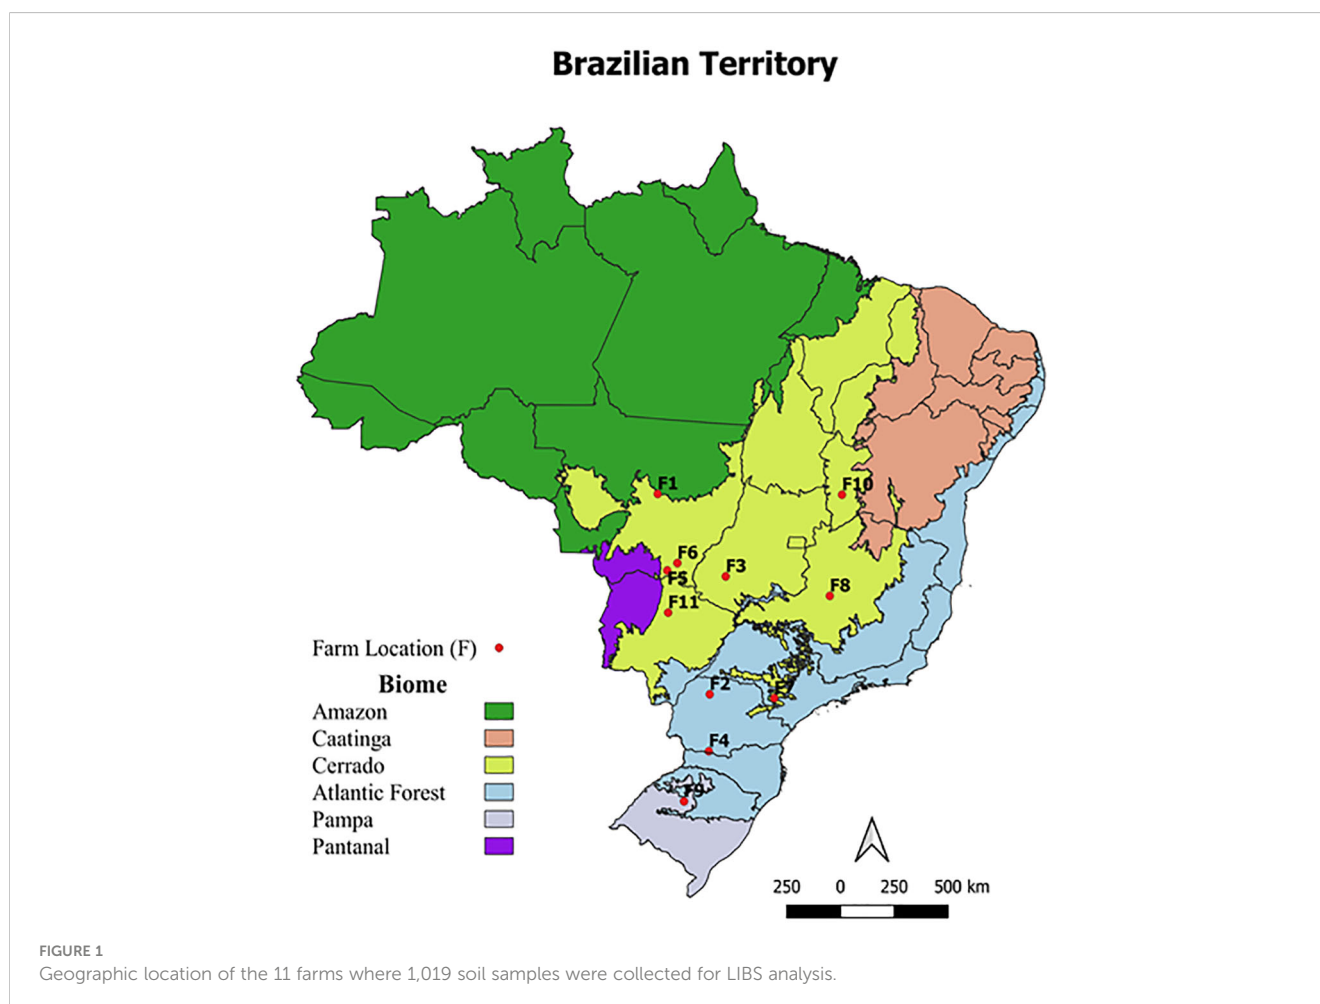 Brazilian Territory
F1
F10
F6
F5
F3
F8
F11
F2
F7
F4
F9
Farm Location (F)
Biome
Amazon
Caatinga
Cerrado
Atlantic Forest
Pampa
Pantanal
250 0 250 500 km
FIGURE 1
Geographic location of the 11 farms where 1,019 soil samples were collected for LIBS analysis.